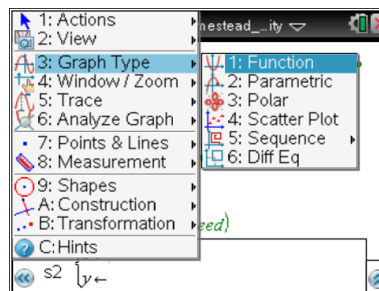 1: Actions
2: View
3: Graph Type
4: Window / Zoom
5: Trace
6: Analyze Graph
7: Points & Lines
8: Measurement
9: Shapes
A: Construction
B: Transformation
C: Hints
1: Function
2: Parametric
3: Polar
4: Scatter Plot
5: Sequence
6: Diff Eq
nestead_...ity
eed)
s2 { y←